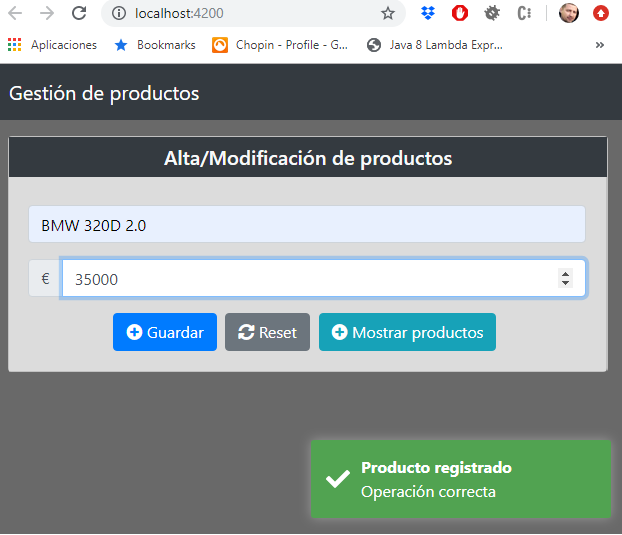 localhost:4200
Aplicaciones Bookmarks Chopin - Profile - G... Java 8 Lambda Expr... »
Gestión de productos
Alta/Modificación de productos
BMW 320D 2.0
€ 35000
Guardar Reset Mostrar productos
Producto registrado
Operación correcta